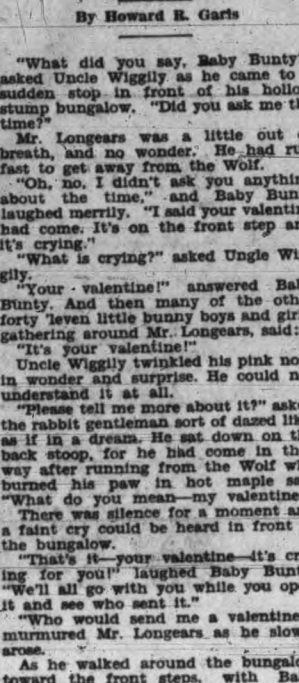 By Howard R. Garis
"What did you say, Baby Bunty
asked Uncle Wiggily as he came to
sudden stop in front of his hollo
stump bungalow. "Did you ask me th
time?"
Mr. Longears was a little out
breath, and no wonder. He had ru
fast to get away from the Wolf.
"Oh, no, I didn't ask you anythin
about the time," and Baby Bun
laughed merrily. "I said your valentin
had come. It's on the front step an
it's crying."
"What is crying?" asked Ungle Wi
gily.
"Your valentine!" answered Bab
Bunty. And then many of the oth
forty 'leven little bunny boys and gir
gathering around Mr. Longears, said:
"It's your valentine!"
Uncle Wiggily twinkled his pink no
in wonder and surprise. He could n
understand it at all.
"Please tell me more about it?" aske
the rabbit gentleman sort of dazed lik
as if in a dream. He sat down on th
back stoop, for he had come in th
way after running from the Wolf w
burned his paw in hot maple sa
"What do you mean—my valentine
There was silence for a moment an
a faint cry could be heard in front
the bungalow.
"That's it—your valentine—it's cr
ing for you!" laughed Baby Bunt
"We'll all go with you while you op
it and see who sent it."
"Who would send me a valentine
murmured Mr. Longears as he slow
arose.
As he walked around the bungalo
toward the front steps, with Ba